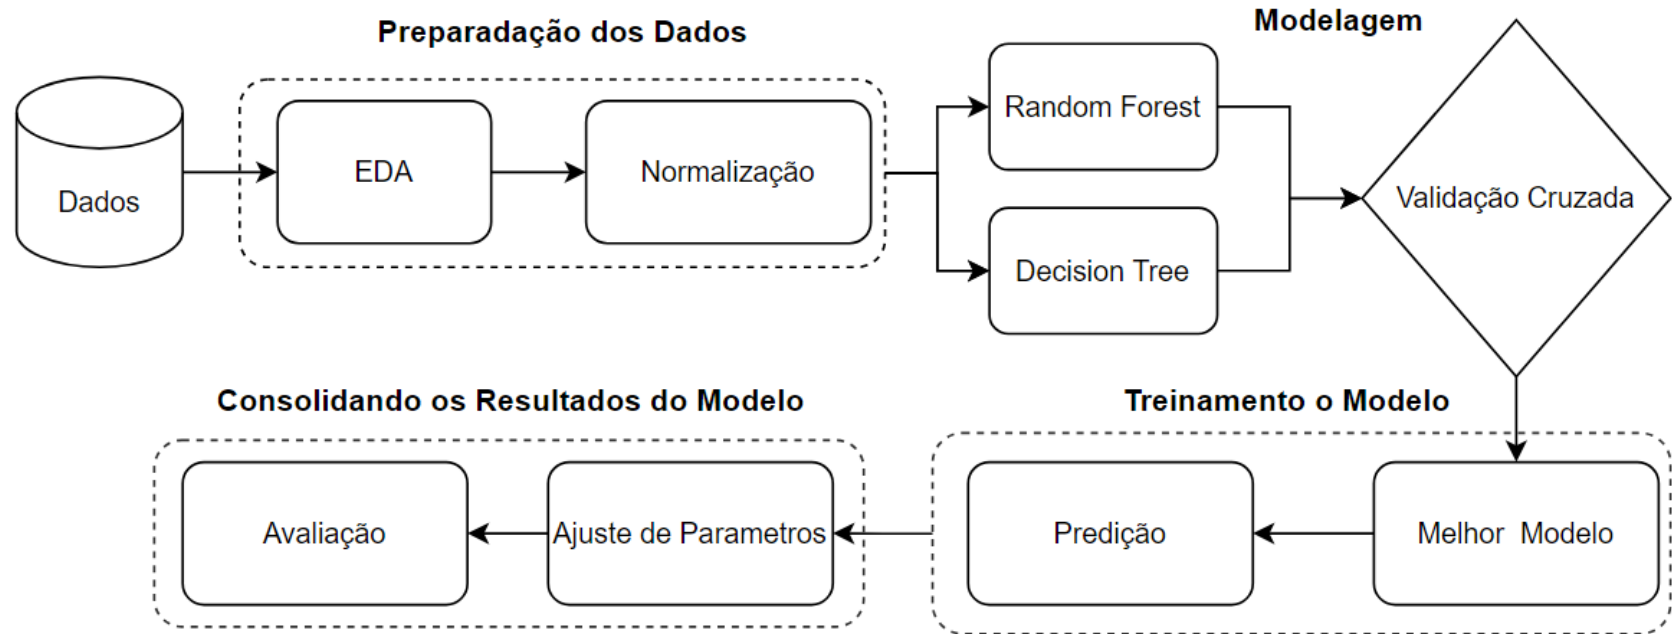 Preparadação dos Dados
Modelagem
Dados
EDA
Normalização
Random Forest
Decision Tree
Validação Cruzada
Consolidando os Resultados do Modelo
Treinamento o Modelo
Avaliação
Ajuste de Parametros
Predição
Melhor Modelo